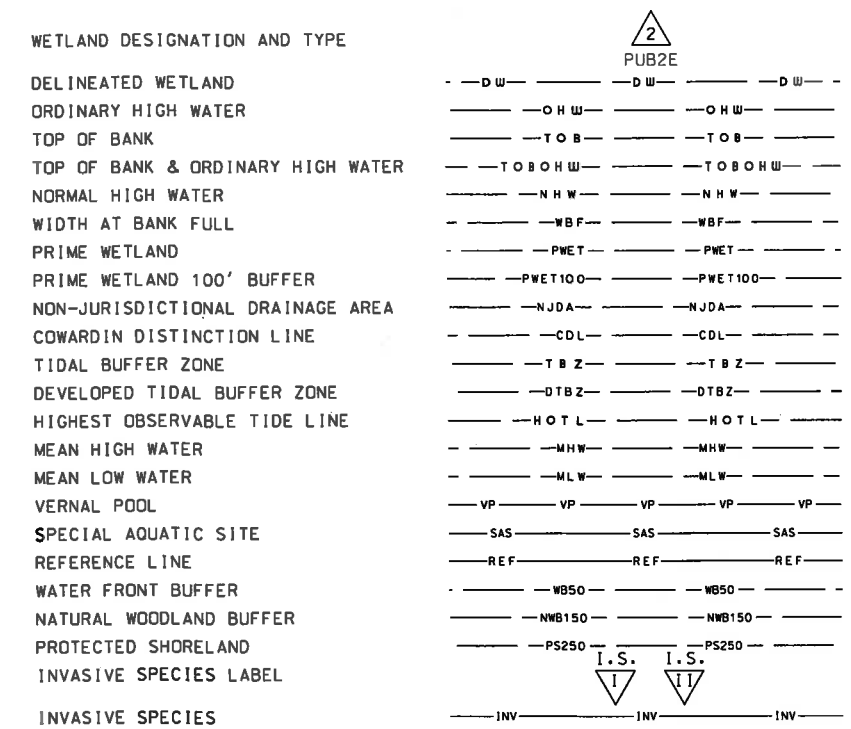 2
WETLAND DESIGNATION AND TYPE
PUB2E
DELINEATED WETLAND DW DW DW
ORDINARY HIGH WATER OHW OHW
TOP OF BANK TOB TOB
TOP OF BANK & ORDINARY HIGH WATER TOBOHW TOBOHW
NORMAL HIGH WATER NHW NHW
WIDTH AT BANK FULL WBF WBF
PRIME WETLAND PWET PWET
PRIME WETLAND 100' BUFFER PWET100 PWET100
NON-JURISDICTIONAL DRAINAGE AREA NJDA NJDA
COWARDIN DISTINCTION LINE CDL CDL
TIDAL BUFFER ZONE TBZ TBZ
DEVELOPED TIDAL BUFFER ZONE DTBZ DTBZ
HIGHEST OBSERVABLE TIDE LINE HOTL HOTL
MEAN HIGH WATER MHW MHW
MEAN LOW WATER MLW MLW
VERNAL POOL VP VP VP VP VP
SPECIAL AQUATIC SITE SAS SAS SAS
REFERENCE LINE REF REF REF
WATER FRONT BUFFER WB50 WB50
NATURAL WOODLAND BUFFER NWB150 NWB150
PROTECTED SHORELAND PS250 PS250
I.S. I.S.
INVASIVE SPECIES LABEL I II
INVASIVE SPECIES INV INV INV